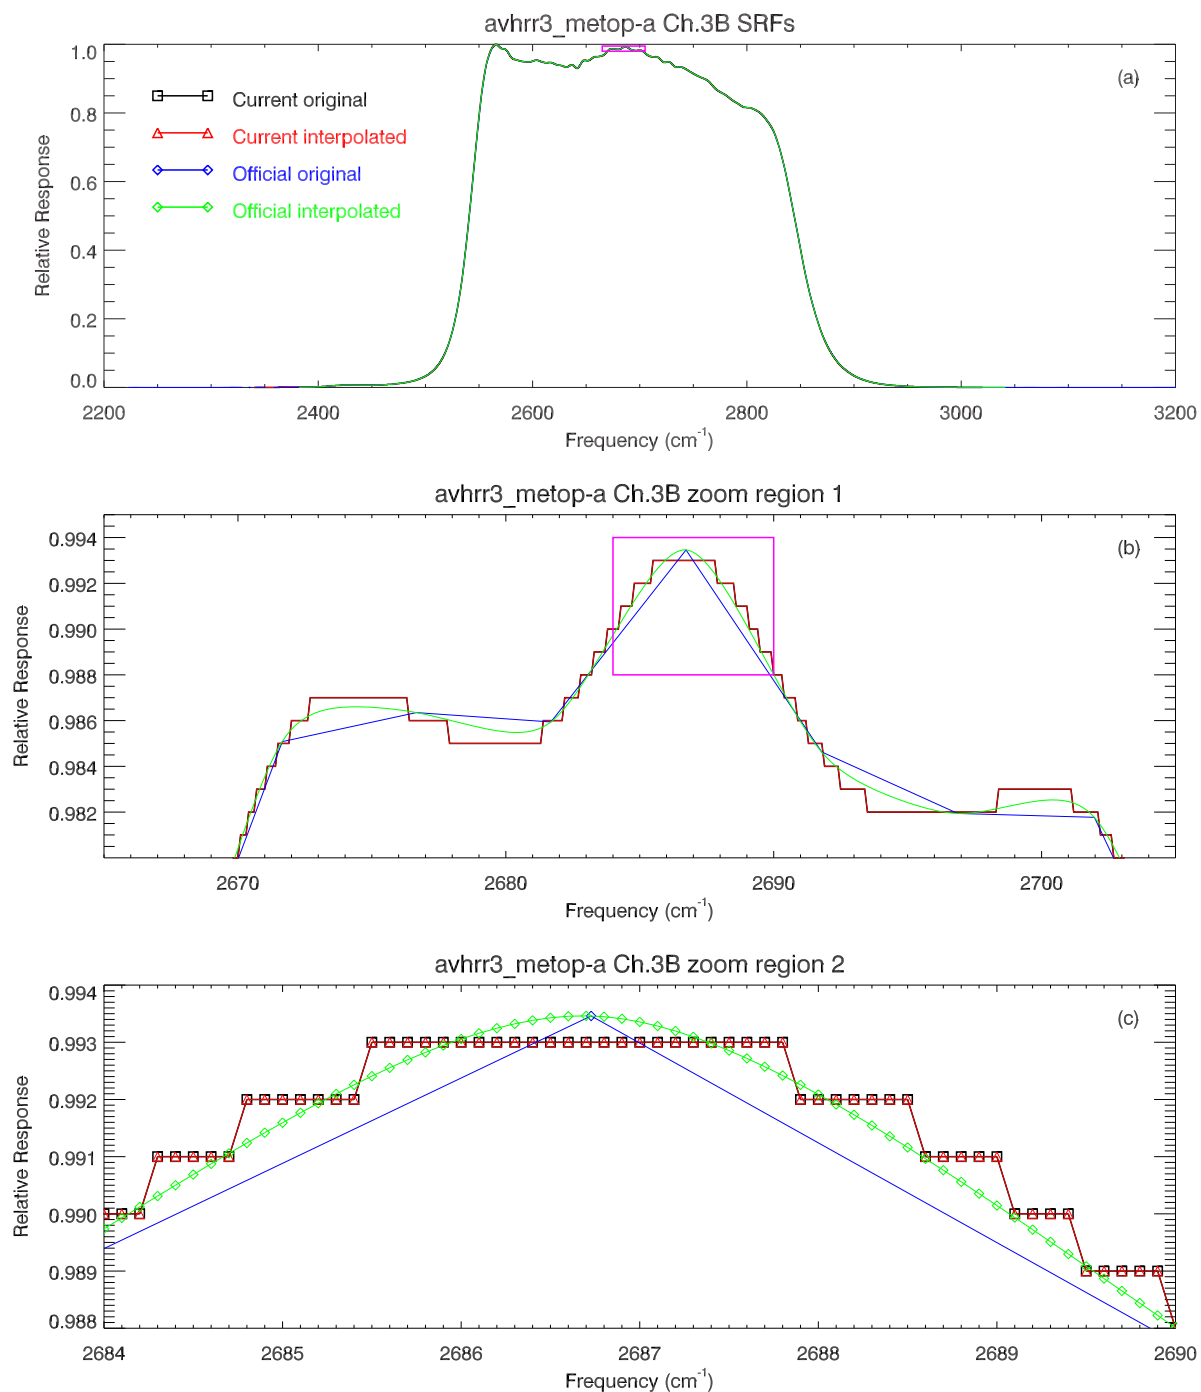 avhrr3_metop-a Ch.3B SRFs
(a)
Current original
Current interpolated
Official original
Official interpolated
Relative Response
1.0
0.8
0.6
0.4
0.2
0.0
2200 2400 2600 2800 3000 3200
Frequency (cm⁻¹)
avhrr3_metop-a Ch.3B zoom region 1
(b)
Relative Response
0.994
0.992
0.990
0.988
0.986
0.984
0.982
2670 2680 2690 2700
Frequency (cm⁻¹)
avhrr3_metop-a Ch.3B zoom region 2
(c)
Relative Response
0.994
0.993
0.992
0.991
0.990
0.989
0.988
2684 2685 2686 2687 2688 2689 2690
Frequency (cm⁻¹)